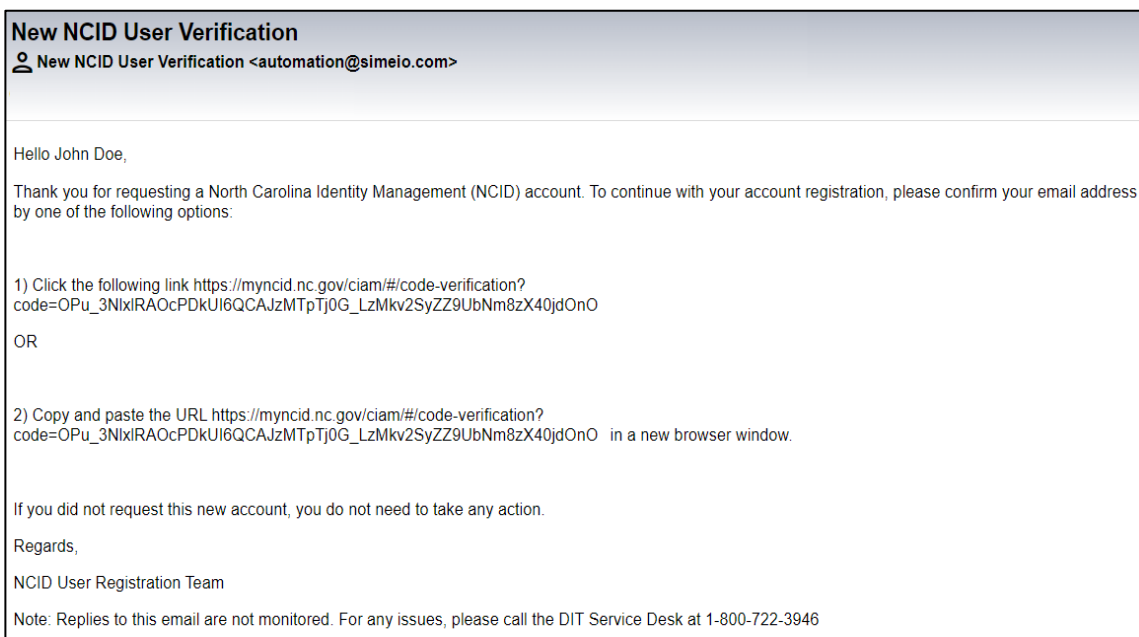 New NCID User Verification
New NCID User Verification <automation@simeio.com>
Hello John Doe,
Thank you for requesting a North Carolina Identity Management (NCID) account. To continue with your account registration, please confirm your email address
by one of the following options:
1) Click the following link https://myncid.nc.gov/ciam/#/code-verification?
code=OPu_3NlxlRAOcPDkUI6QCAJzMTpTj0G_LzMkv2SyZZ9UbNm8zX40jdOnO
OR
2) Copy and paste the URL https://myncid.nc.gov/ciam/#/code-verification?
code=OPu_3NlxlRAOcPDkUI6QCAJzMTpTj0G_LzMkv2SyZZ9UbNm8zX40jdOnO in a new browser window.
If you did not request this new account, you do not need to take any action.
Regards,
NCID User Registration Team
Note: Replies to this email are not monitored. For any issues, please call the DIT Service Desk at 1-800-722-3946